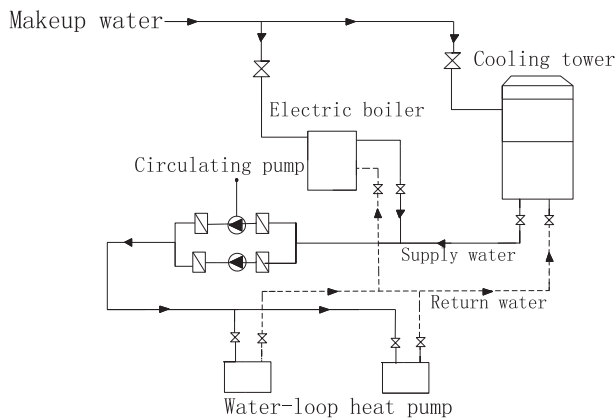 Makeup water
Cooling tower
Electric boiler
Circulating pump
Supply water
Return water
Water-loop heat pump